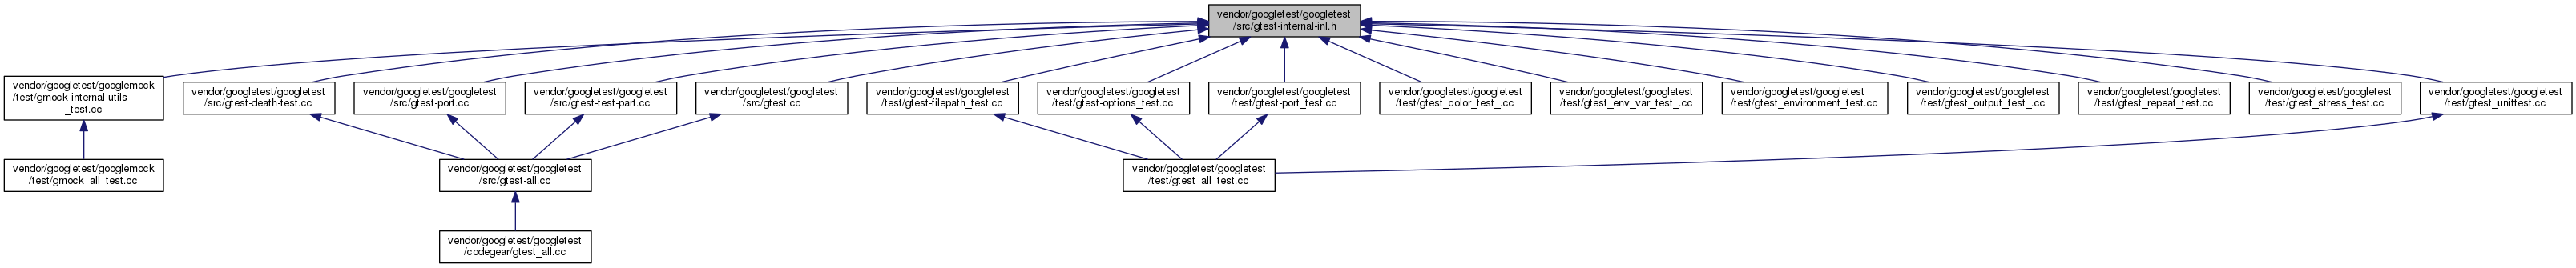 vendor/googletest/googletest
/src/gtest-internal-inl.h
vendor/googletest/googlemock
/test/gmock-internal-utils
_test.cc
vendor/googletest/googletest
/src/gtest-death-test.cc
vendor/googletest/googletest
/src/gtest-port.cc
vendor/googletest/googletest
/src/gtest-test-part.cc
vendor/googletest/googletest
/src/gtest.cc
vendor/googletest/googletest
/test/gtest-filepath_test.cc
vendor/googletest/googletest
/test/gtest-options_test.cc
vendor/googletest/googletest
/test/gtest-port_test.cc
vendor/googletest/googletest
/test/gtest_color_test_.cc
vendor/googletest/googletest
/test/gtest_env_var_test_.cc
vendor/googletest/googletest
/test/gtest_environment_test.cc
vendor/googletest/googletest
/test/gtest_output_test_.cc
vendor/googletest/googletest
/test/gtest_repeat_test.cc
vendor/googletest/googletest
/test/gtest_stress_test.cc
vendor/googletest/googletest
/test/gtest_unittest.cc
vendor/googletest/googlemock
/test/gmock_all_test.cc
vendor/googletest/googletest
/src/gtest-all.cc
vendor/googletest/googletest
/test/gtest_all_test.cc
vendor/googletest/googletest
/codegear/gtest_all.cc